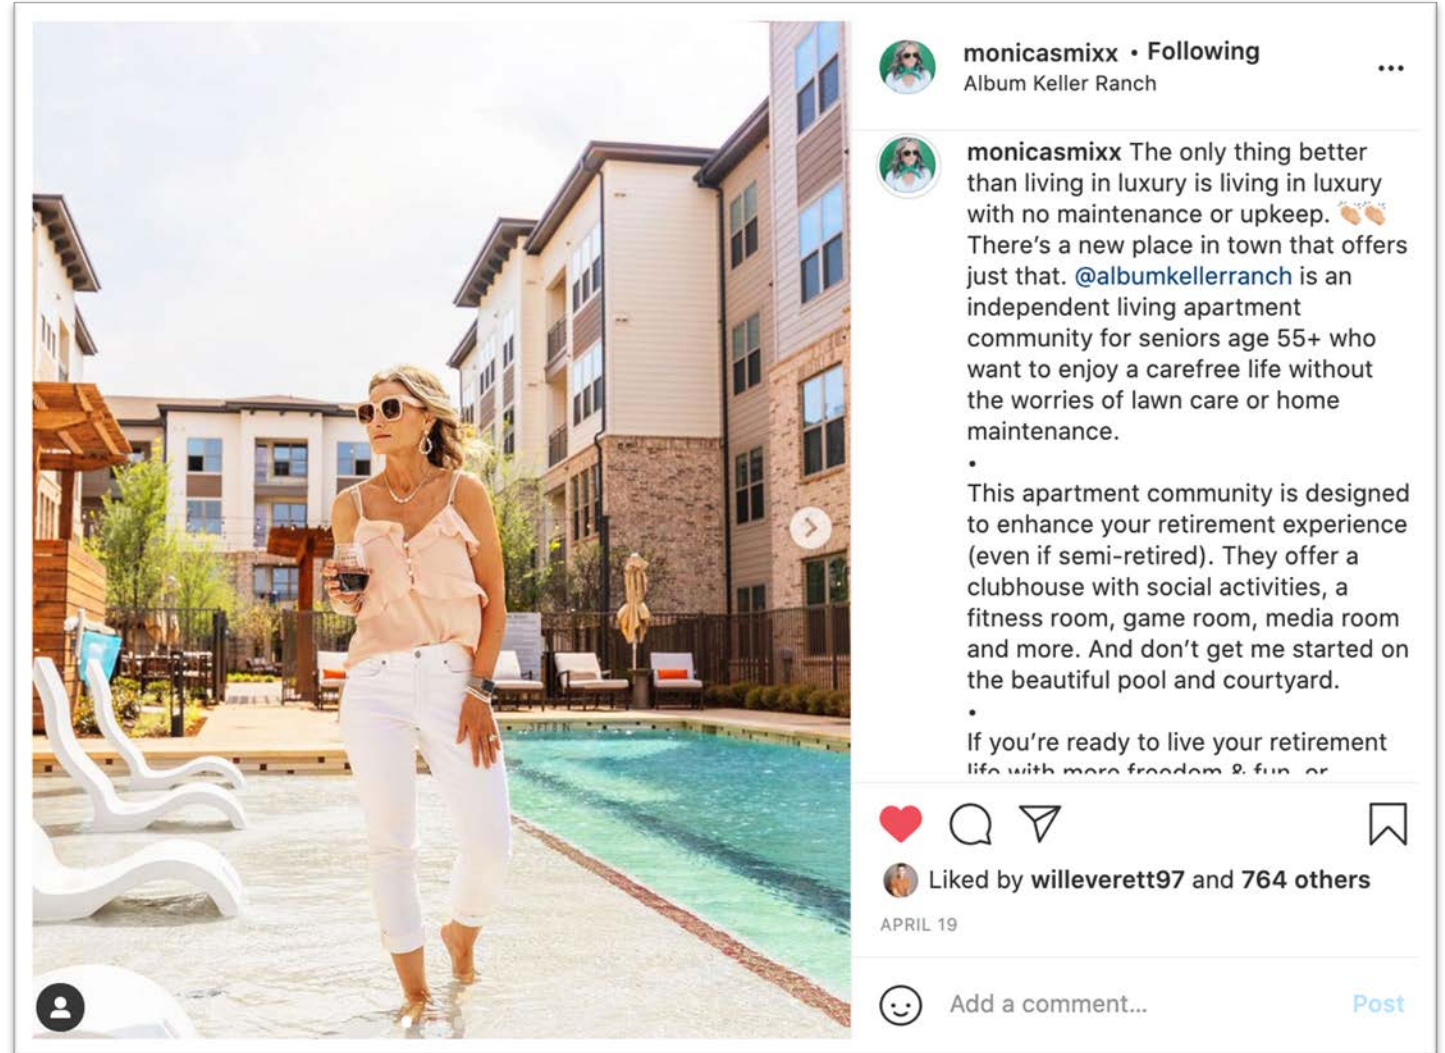 monicasmixx • Following
Album Keller Ranch
monicasmixx The only thing better
than living in luxury is living in luxury
with no maintenance or upkeep. 👏🏼👏🏼
There's a new place in town that offers
just that. @albumkellerranch is an
independent living apartment
community for seniors age 55+ who
want to enjoy a carefree life without
the worries of lawn care or home
maintenance.
•
This apartment community is designed
to enhance your retirement experience
(even if semi-retired). They offer a
clubhouse with social activities, a
fitness room, game room, media room
and more. And don't get me started on
the beautiful pool and courtyard.
•
If you're ready to live your retirement
life with more freedom & fun, or
Liked by willeverett97 and 764 others
APRIL 19
Add a comment...
Post